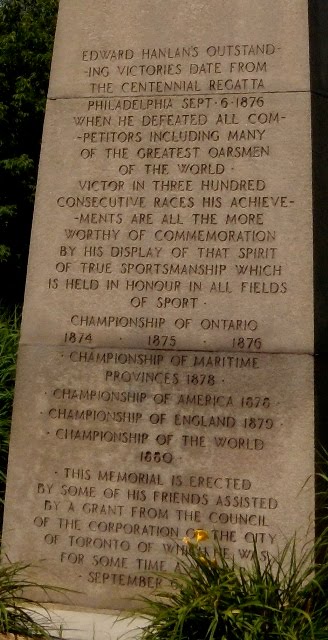 EDWARD HANLAN'S OUTSTAND-
-ING VICTORIES DATE FROM
THE CENTENNIAL REGATTA
PHILADELPHIA SEPT·6·1876
WHEN HE DEFEATED ALL COM-
-PETITORS INCLUDING MANY
OF THE GREATEST OARSMEN
OF THE WORLD·
VICTOR IN THREE HUNDRED
CONSECUTIVE RACES HIS ACHIEVE-
-MENTS ARE ALL THE MORE
WORTHY OF COMMEMORATION
BY HIS DISPLAY OF THAT SPIRIT
OF TRUE SPORTSMANSHIP WHICH
IS HELD IN HONOUR IN ALL FIELDS
OF SPORT·
CHAMPIONSHIP OF ONTARIO
1874 · 1875 · 1876
·CHAMPIONSHIP OF MARITIME
PROVINCES 1878·
·CHAMPIONSHIP OF AMERICA 1878·
·CHAMPIONSHIP OF ENGLAND 1879·
·CHAMPIONSHIP OF THE WORLD
1880·
·THIS MEMORIAL IS ERECTED
BY SOME OF HIS FRIENDS ASSISTED
BY A GRANT FROM THE COUNCIL
OF THE CORPORATION OF THE CITY
OF TORONTO OF WHICH HE WAS
FOR SOME TIME A
·SEPTEMBER